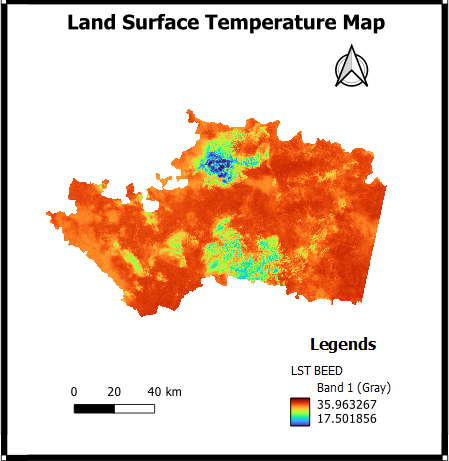 Land Surface Temperature Map
Legends
LST BEED
Band 1 (Gray)
0 20 40 km
35.963267
17.501856